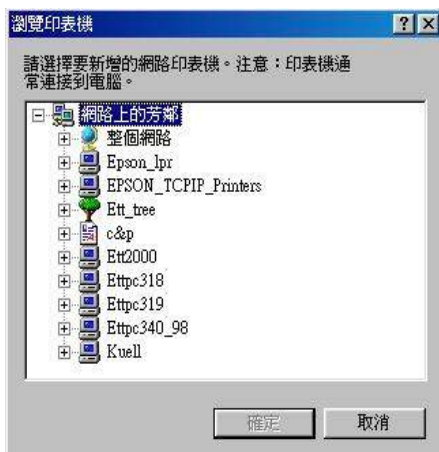 瀏覽印表機
請選擇要新增的網路印表機。注意：印表機通
常連接到電腦。
網路上的芳鄰
整個網路
Epson_lpr
EPSON_TCPIP_Printers
Ett_tree
c&p
Ett2000
Ettpc318
Ettpc319
Ettpc340_98
Kuell
確定
取消